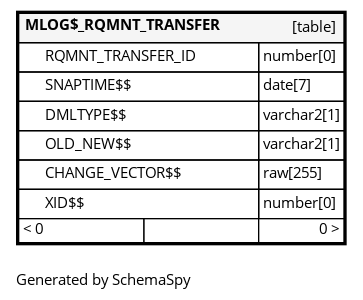 MLOG$_RQMNT_TRANSFER [table]
RQMNT_TRANSFER_ID number[0]
SNAPTIME$$ date[7]
DMLTYPE$$ varchar2[1]
OLD_NEW$$ varchar2[1]
CHANGE_VECTOR$$ raw[255]
XID$$ number[0]
< 0 0 >
Generated by SchemaSpy